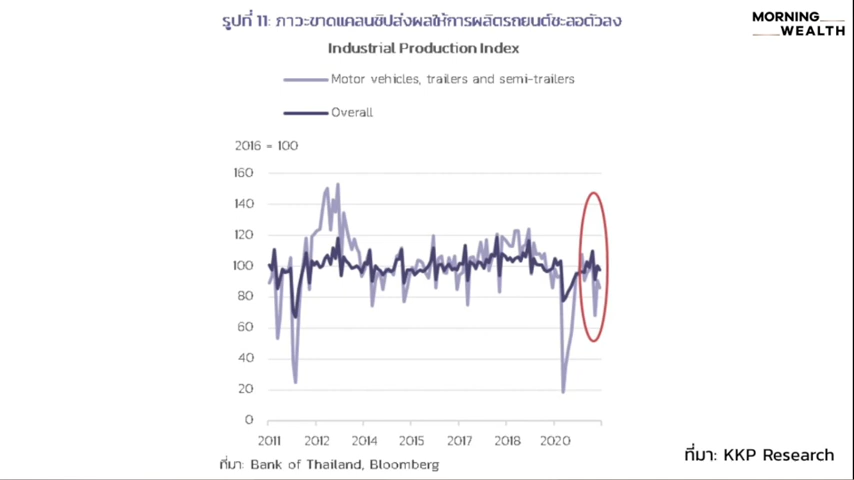 รูปที่ 11: ภาวะขาดแคลนชิปส่งผลให้การผลิตรถยนต์ชะลอตัวลง
MORNING
WEALTH
Industrial Production Index
Motor vehicles, trailers and semi-trailers
Overall
2016 = 100
160
140
120
100
80
60
40
20
0
2011 2012 2014 2015 2017 2018 2020
ที่มา: Bank of Thailand, Bloomberg
ที่มา: KKP Research